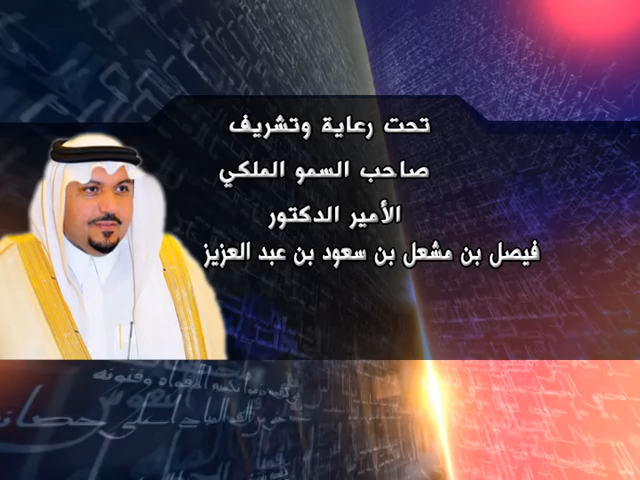 تحت رعاية وتشريف
صاحب السمو الملكي
الأمير الدكتور
فيصل بن مشعل بن سعود بن عبد العزيز